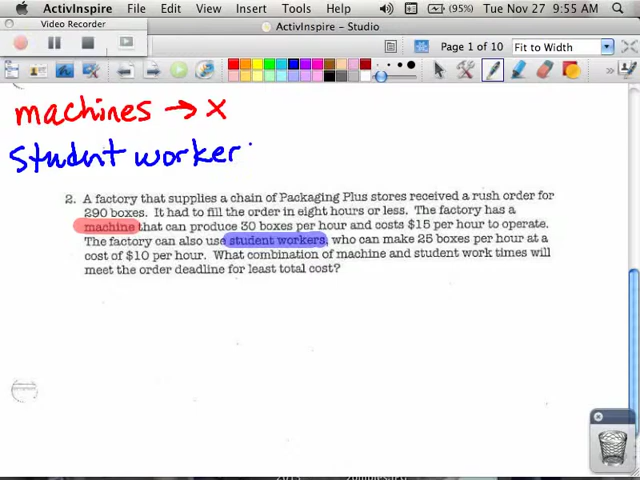 ActivInspire File Edit View Insert Tools Help (95%) Tue Nov 27 9:55 AM
Video Recorder
ActivInspire - Studio
Page 1 of 10 Fit to Width
machines → x
student worker
2. A factory that supplies a chain of Packaging Plus stores received a rush order for
290 boxes. It had to fill the order in eight hours or less. The factory has a
machine that can produce 30 boxes per hour and costs $15 per hour to operate.
The factory can also use student workers, who can make 25 boxes per hour at a
cost of $10 per hour. What combination of machine and student work times will
meet the order deadline for least total cost?